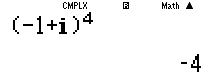 CMPLX R Math ▲
(-1+i)⁴
-4